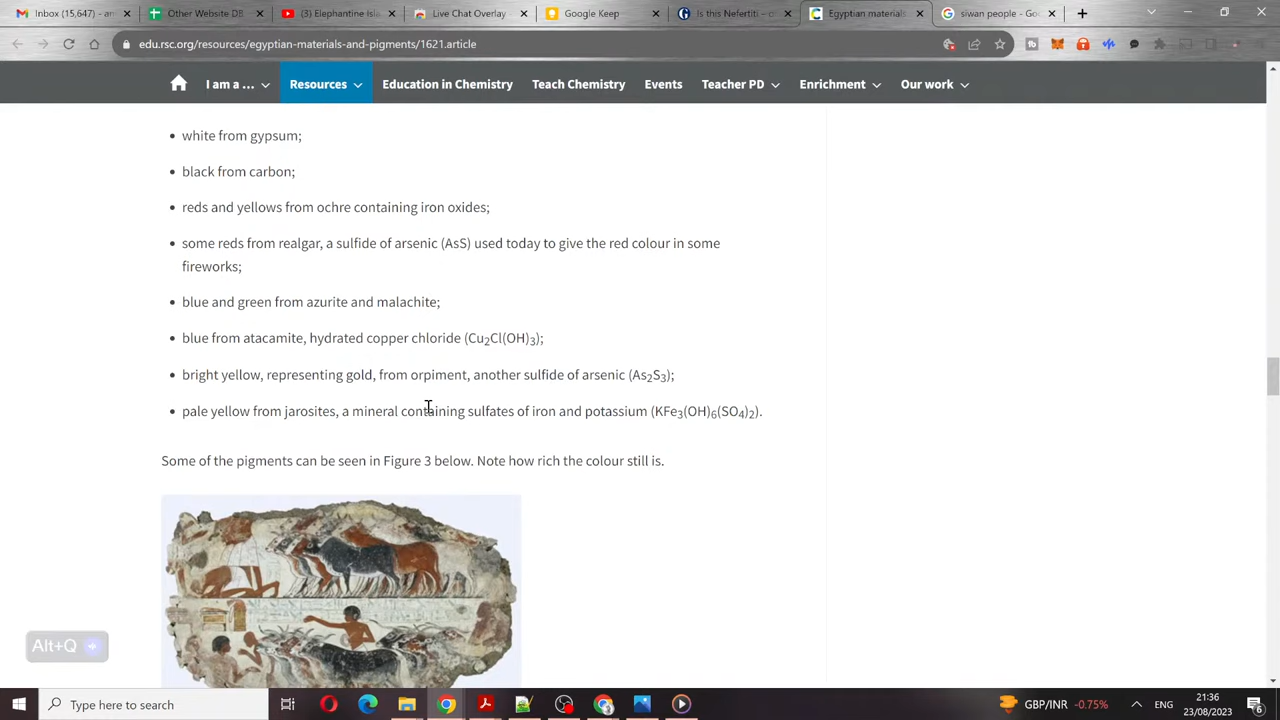 Inbox (15,647) - an
Other Website DB
(3) Elephantine Isl
Live Chat Overlay
Google Keep
Is this Nefertiti - d
Egyptian materials
siwan people - Goo
edu.rsc.org/resources/egyptian-materials-and-pigments/1621.article
I am a ...
Resources
Education in Chemistry
Teach Chemistry
Events
Teacher PD
Enrichment
Our work
• white from gypsum;
• black from carbon;
• reds and yellows from ochre containing iron oxides;
• some reds from realgar, a sulfide of arsenic (AsS) used today to give the red colour in some
fireworks;
• blue and green from azurite and malachite;
• blue from atacamite, hydrated copper chloride (Cu2Cl(OH)3);
• bright yellow, representing gold, from orpiment, another sulfide of arsenic (As2S3);
• pale yellow from jarosites, a mineral containing sulfates of iron and potassium (KFe3(OH)6(SO4)2).
Some of the pigments can be seen in Figure 3 below. Note how rich the colour still is.
Alt+Q
Type here to search
GBP/INR -0.75%
ENG
21:36
23/08/2023
6